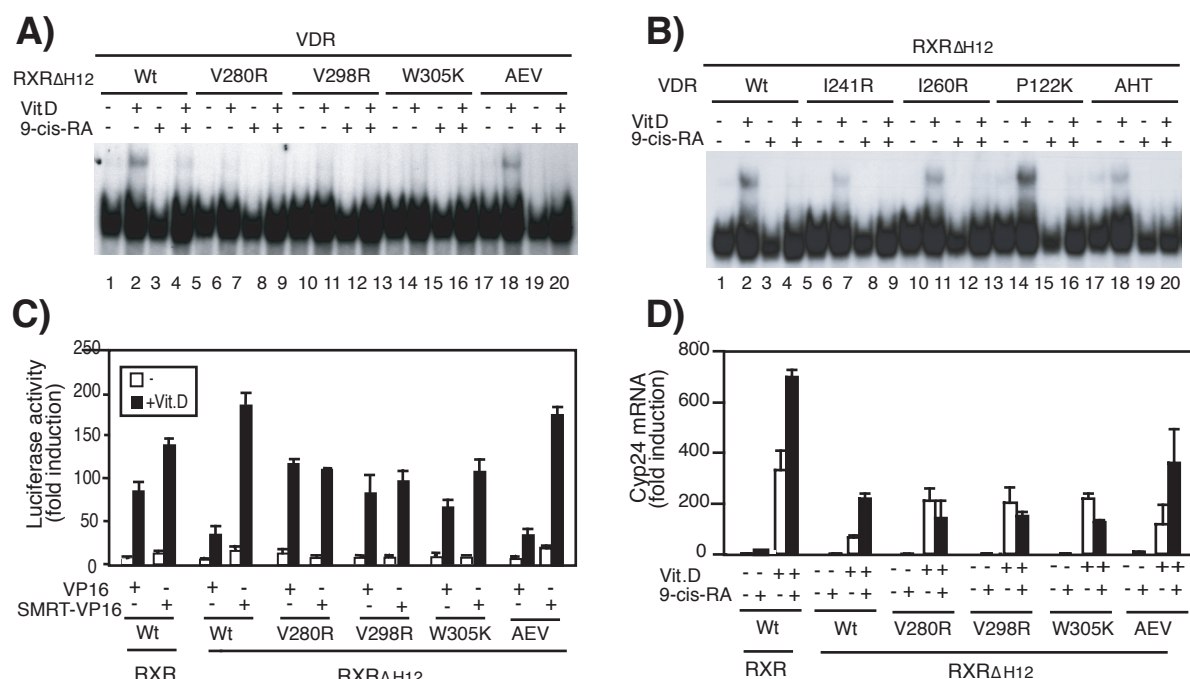 A)
VDR
RXRΔH12 Wt V280R V298R W305K AEV
VitD - + - + - + - + - + - + - + - + - + - +
9-cis-RA - - + + - - + + - - + + - - + + - - + +
1 2 3 4 5 6 7 8 9 10 11 12 13 14 15 16 17 18 19 20
B)
RXRΔH12
VDR Wt I241R I260R P122K AHT
VitD - + - + - + - + - + - + - + - + - + - +
9-cis-RA - - + + - - + + - - + + - - + + - - + +
1 2 3 4 5 6 7 8 9 10 11 12 13 14 15 16 17 18 19 20
C)
Luciferase activity
(fold induction)
250
200
150
100
50
0
-
+Vit.D
VP16 + - + - + - + - + - + -
SMRT-VP16 - + - + - + - + - + - +
Wt Wt V280R V298R W305K AEV
RXR RXRΔH12
D)
Cyp24 mRNA
(fold induction)
800
600
400
200
0
Vit.D - - + + - - + + - - + + - - + + - - + + - - + +
9-cis-RA - + - + - + - + - + - + - + - + - + - + - + - +
Wt Wt V280R V298R W305K AEV
RXR RXRΔH12